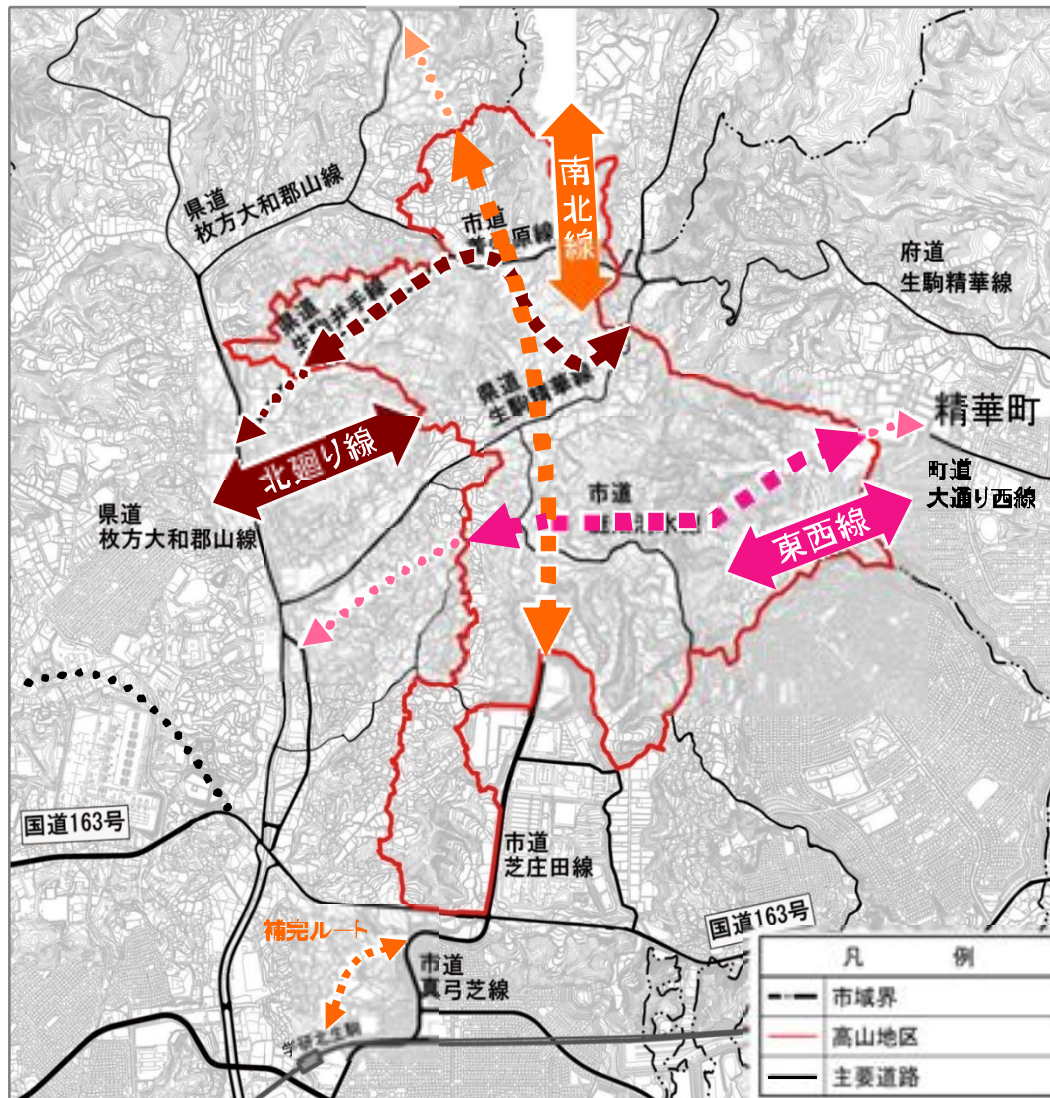 南北線
県道
枚方大和郡山線
市道
原線
府道
生駒精華線
県道
生駒井手線
県道
生駒精華線
精華町
北廻り線
町道
大通り西線
市道
東西線
県道
枚方大和郡山線
国道163号
市道
芝庄田線
補完ルート
国道163号
市道
真弓芝線
学研北生駒
凡 例
市域界
高山地区
主要道路